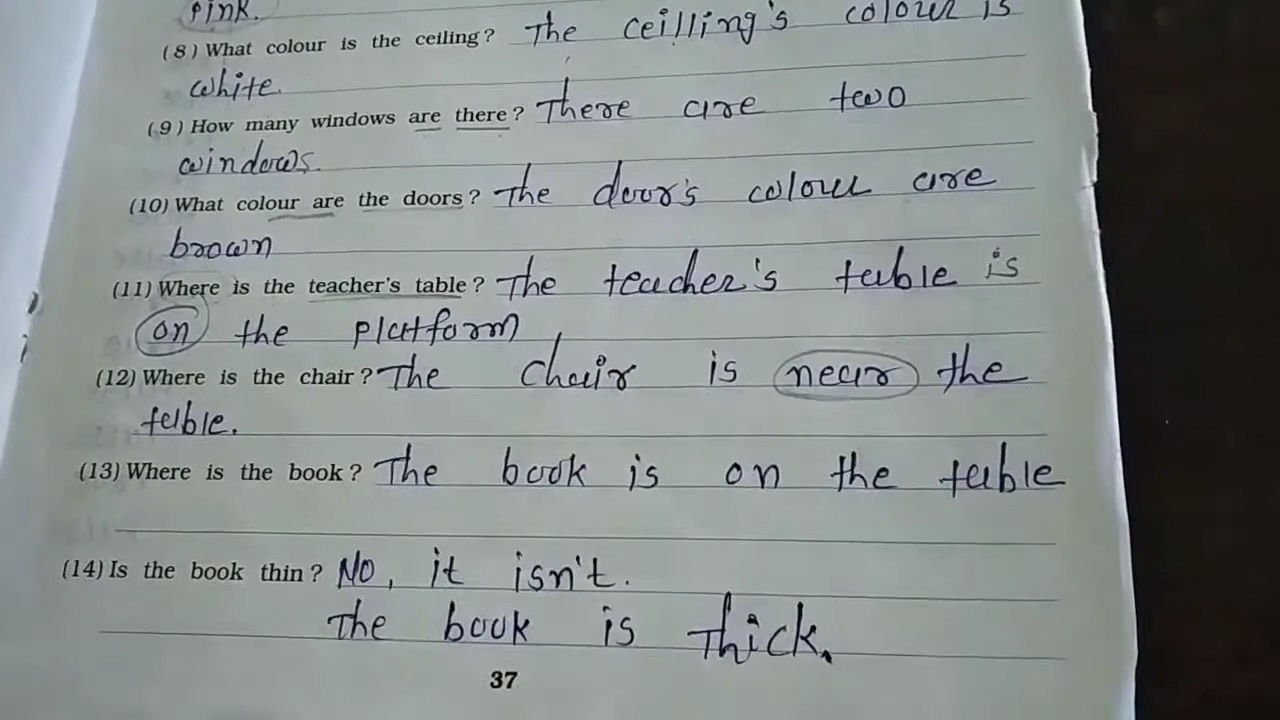 pink.
(8) What colour is the ceiling? The ceilling's colour is
white.
(9) How many windows are there? There are two
windows.
(10) What colour are the doors? The door's colour are
brown
(11) Where is the teacher's table? The teacher's table is
on the platform
(12) Where is the chair? The chair is near the
table.
(13) Where is the book? The book is on the table
(14) Is the book thin? No, it isn't.
The book is Thick.
37